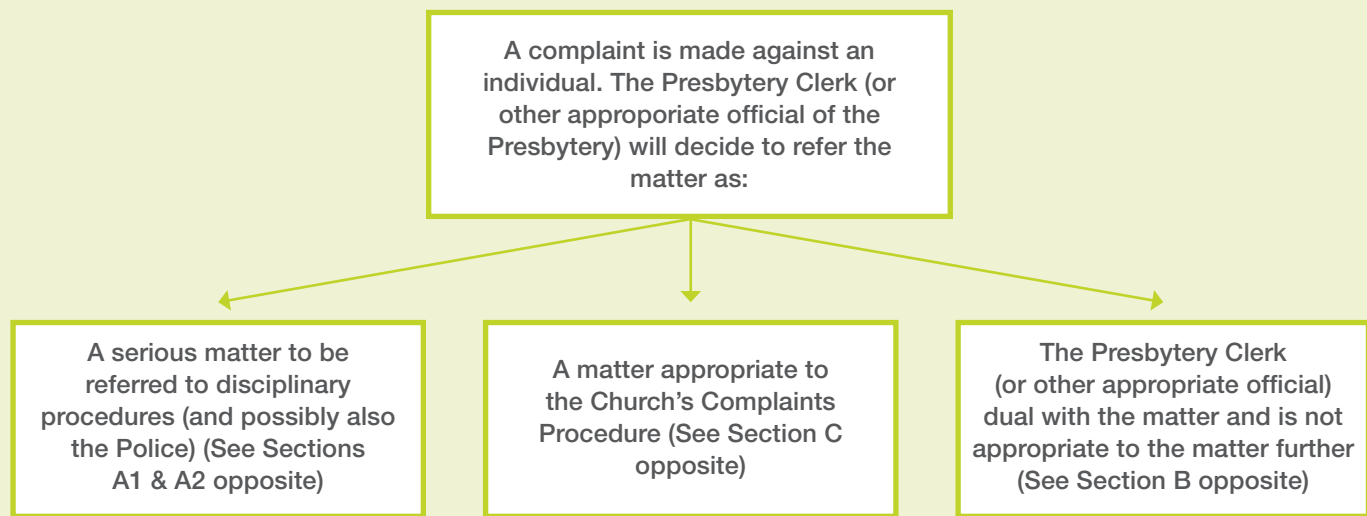 A complaint is made against an
individual. The Presbytery Clerk (or
other approporiate official of the
Presbytery) will decide to refer the
matter as:
A serious matter to be
referred to disciplinary
procedures (and possibly also
the Police) (See Sections
A1 & A2 opposite)
A matter appropriate to
the Church’s Complaints
Procedure (See Section C
opposite)
The Presbytery Clerk
(or other appropriate official)
dual with the matter and is not
appropriate to the matter further
(See Section B opposite)